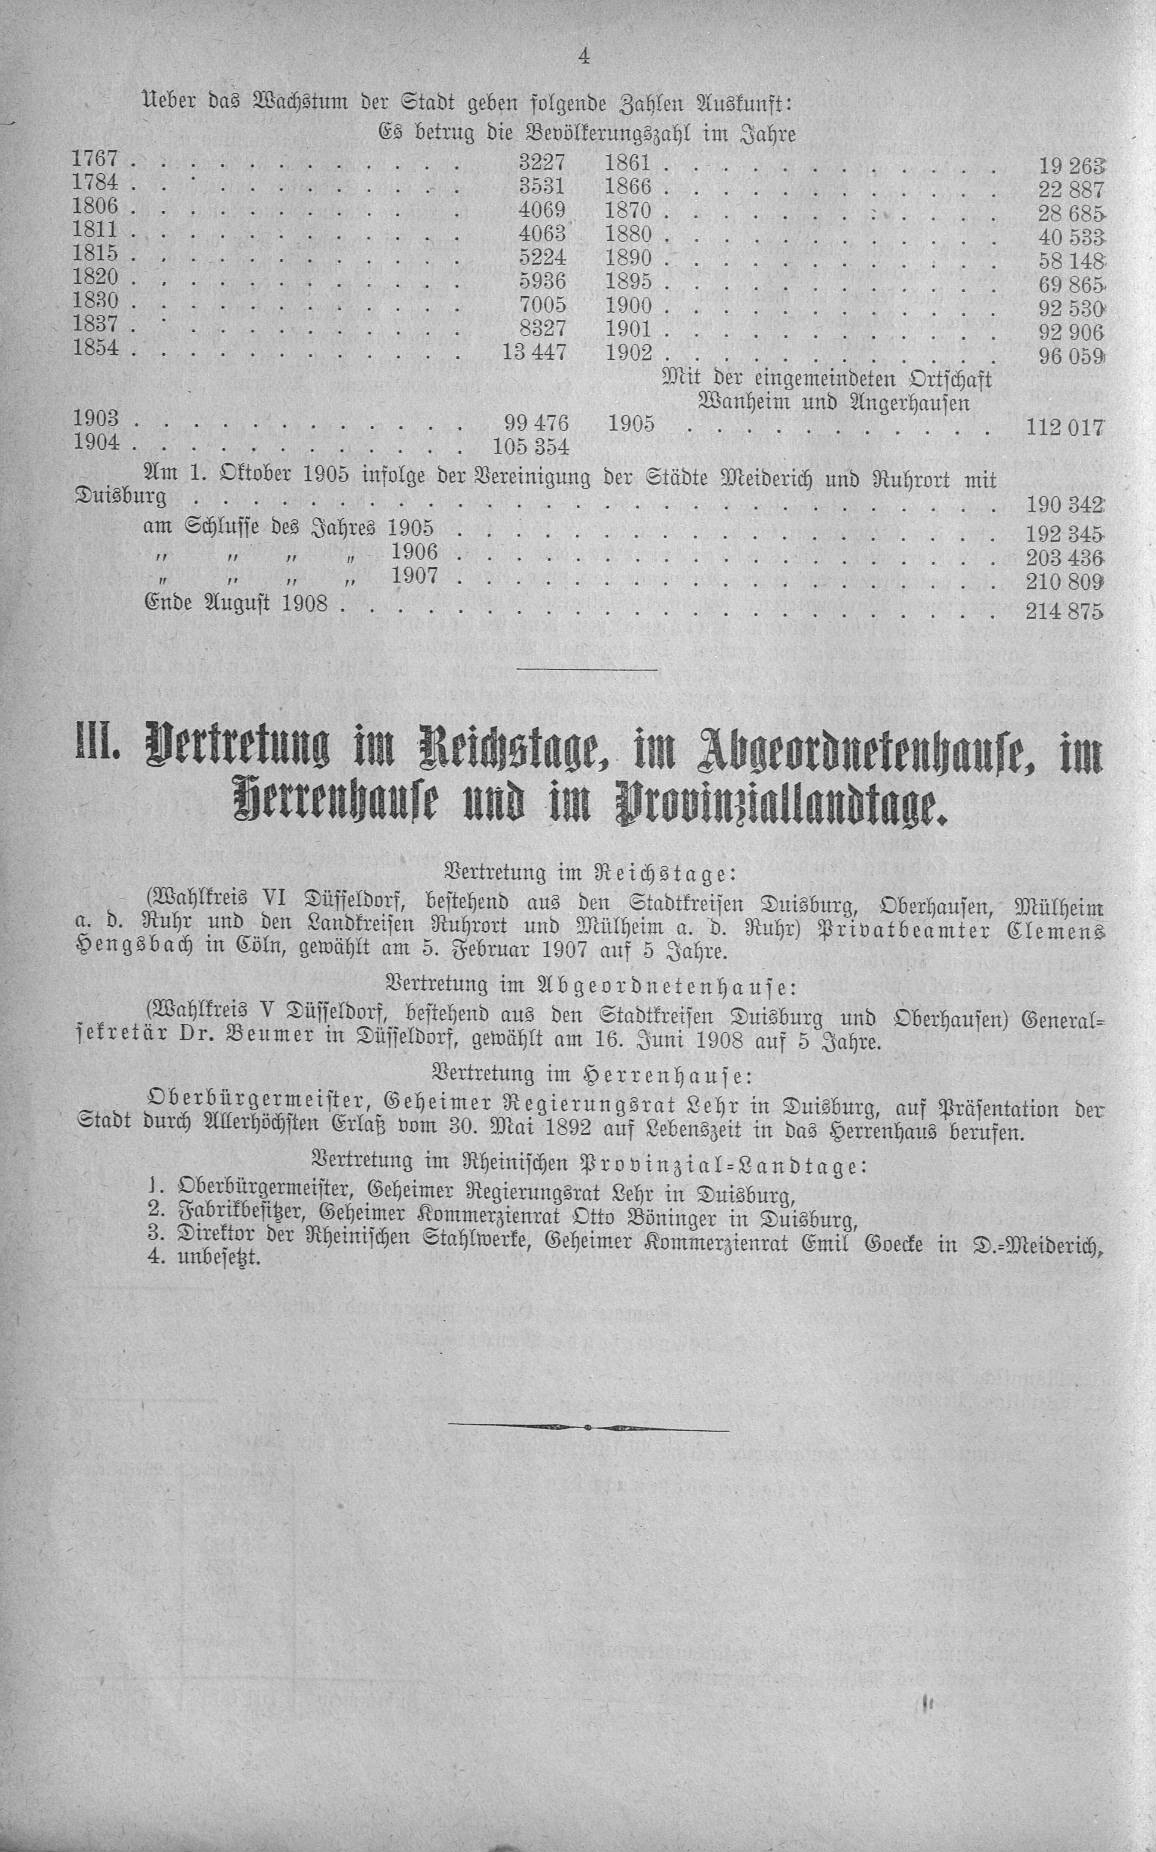 4
Ueber das Wachstum der Stadt geben folgende Zahlen Auskunft:
Es betrug die Bevölkerungszahl im Jahre
1767 . . . . . . . . . . . . 3227 1861 . . . . . . . . . . . . 19 263
1784 . . . . . . . . . . . . 3531 1866 . . . . . . . . . . . . 22 887
1806 . . . . . . . . . . . . 4069 1870 . . . . . . . . . . . . 28 685
1811 . . . . . . . . . . . . 4063 1880 . . . . . . . . . . . . 40 533
1815 . . . . . . . . . . . . 5224 1890 . . . . . . . . . . . . 58 148
1820 . . . . . . . . . . . . 5936 1895 . . . . . . . . . . . . 69 865
1830 . . . . . . . . . . . . 7005 1900 . . . . . . . . . . . . 92 530
1837 . . . . . . . . . . . . 8327 1901 . . . . . . . . . . . . 92 906
1854 . . . . . . . . . . . . 13 447 1902 . . . . . . . . . . . . 96 059
Mit der eingemeindeten Ortschaft
Wanheim und Angerhausen
1903 . . . . . . . . . . . . 99 476 1905 . . . . . . . . . . . 112 017
1904 . . . . . . . . . . . . 105 354
Am 1. Oktober 1905 infolge der Vereinigung der Städte Meiderich und Ruhrort mit
Duisburg . . . . . . . . . . . . . . . . . . . . . . . . . . . . 190 342
am Schlusse des Jahres 1905 . . . . . . . . . . . . . . . . . . . 192 345
„ „ „ „ 1906 . . . . . . . . . . . . . . . . . . . 203 436
„ „ „ „ 1907 . . . . . . . . . . . . . . . . . . . 210 809
Ende August 1908 . . . . . . . . . . . . . . . . . . . . . . . 214 875
III. Vertretung im Reichstage, im Abgeordnetenhause, im
Herrenhause und im Provinziallandtage.
Vertretung im Reichstage:
(Wahlkreis VI Düsseldorf, bestehend aus den Stadtkreisen Duisburg, Oberhausen, Mülheim
a. d. Ruhr und den Landkreisen Ruhrort und Mülheim a. d. Ruhr) Privatbeamter Clemens
Hengsbach in Cöln, gewählt am 5. Februar 1907 auf 5 Jahre.
Vertretung im Abgeordnetenhause:
(Wahlkreis V Düsseldorf, bestehend aus den Stadtkreisen Duisburg und Oberhausen) General-
sekretär Dr. Beumer in Düsseldorf, gewählt am 16. Juni 1908 auf 5 Jahre.
Vertretung im Herrenhause:
Oberbürgermeister, Geheimer Regierungsrat Lehr in Duisburg, auf Präsentation der
Stadt durch Allerhöchsten Erlaß vom 30. Mai 1892 auf Lebenszeit in das Herrenhaus berufen.
Vertretung im Rheinischen Provinzial-Landtage:
1. Oberbürgermeister, Geheimer Regierungsrat Lehr in Duisburg,
2. Fabrikbesitzer, Geheimer Kommerzienrat Otto Böninger in Duisburg,
3. Direktor der Rheinischen Stahlwerke, Geheimer Kommerzienrat Emil Goecke in D.-Meiderich,
4. unbesetzt.